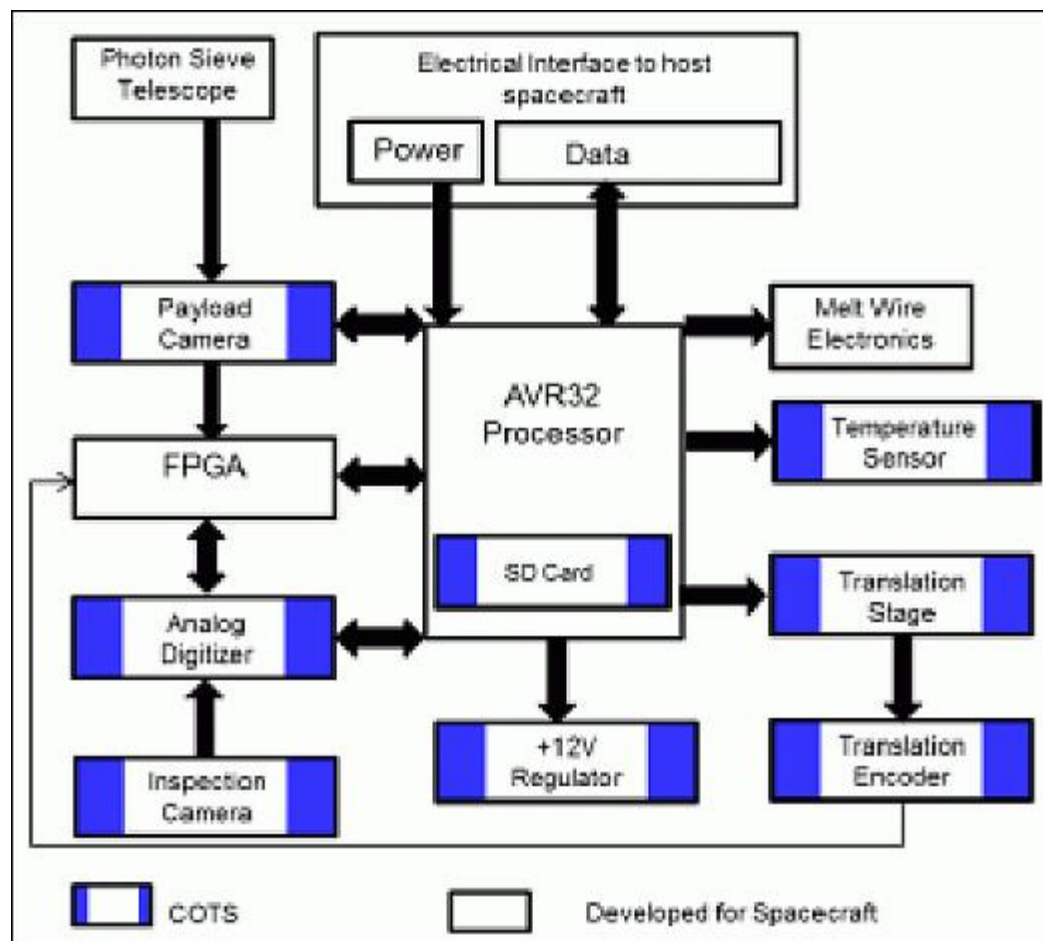 Photon Sieve
Telescope
Electrical Interface to host
spacecraft
Power
Data
Payload
Camera
Melt Wire
Electronics
AVR32
Processor
Temperature
Sensor
FPGA
SD Card
Translation
Stage
Analog
Digitizer
+12V
Regulator
Translation
Encoder
Inspection
Camera
COTS
Developed for Spacecraft